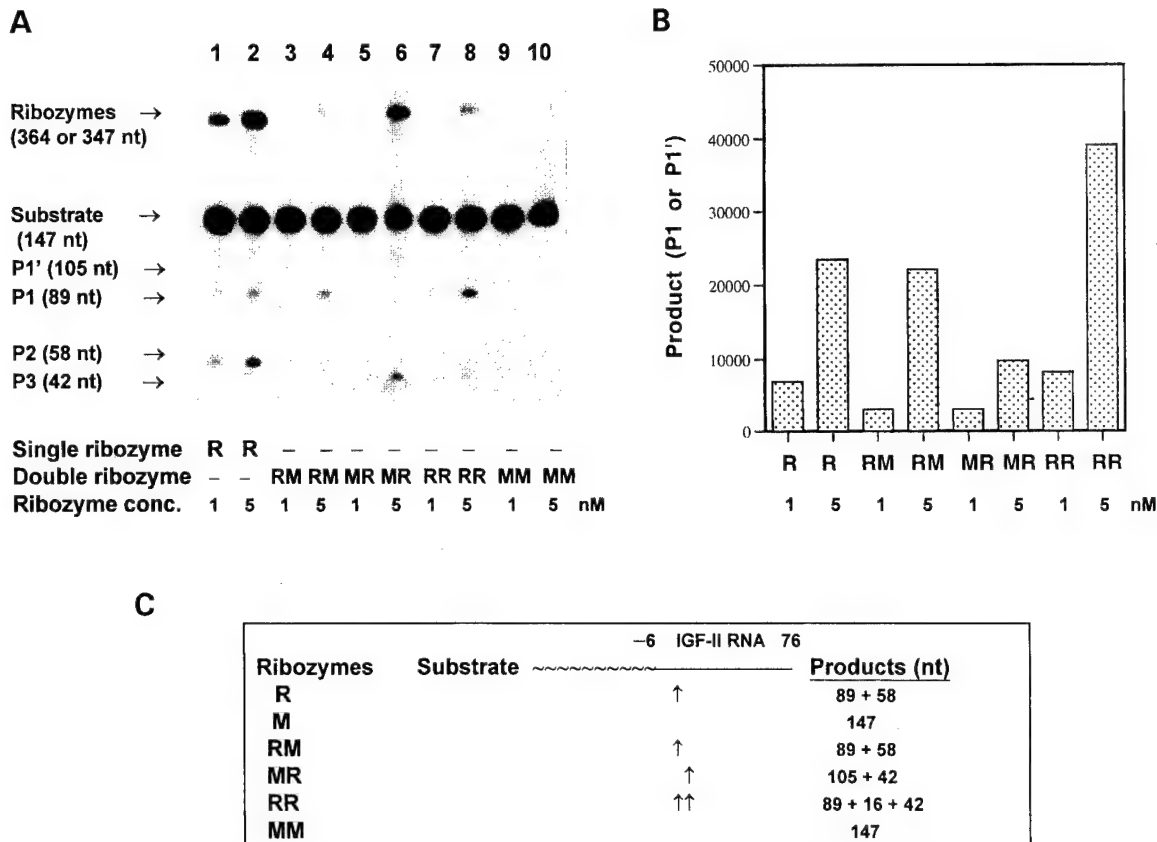 A
1 2 3 4 5 6 7 8 9 10
Ribozymes →
(364 or 347 nt)
Substrate →
(147 nt)
P1' (105 nt) →
P1 (89 nt) →
P2 (58 nt) →
P3 (42 nt) →
Single ribozyme R R – – – – – – – –
Double ribozyme – – RM RM MR MR RR RR MM MM
Ribozyme conc. 1 5 1 5 1 5 1 5 1 5 nM
B
Product (P1 or P1')
50000
40000
30000
20000
10000
0
R R RM RM MR MR RR RR
1 5 1 5 1 5 1 5 nM
C
–6 IGF-II RNA 76
Ribozymes Substrate ~~~~~~~~~~ Products (nt)
R ↑ 89 + 58
M 147
RM ↑ 89 + 58
MR ↑ 105 + 42
RR ↑↑ 89 + 16 + 42
MM 147